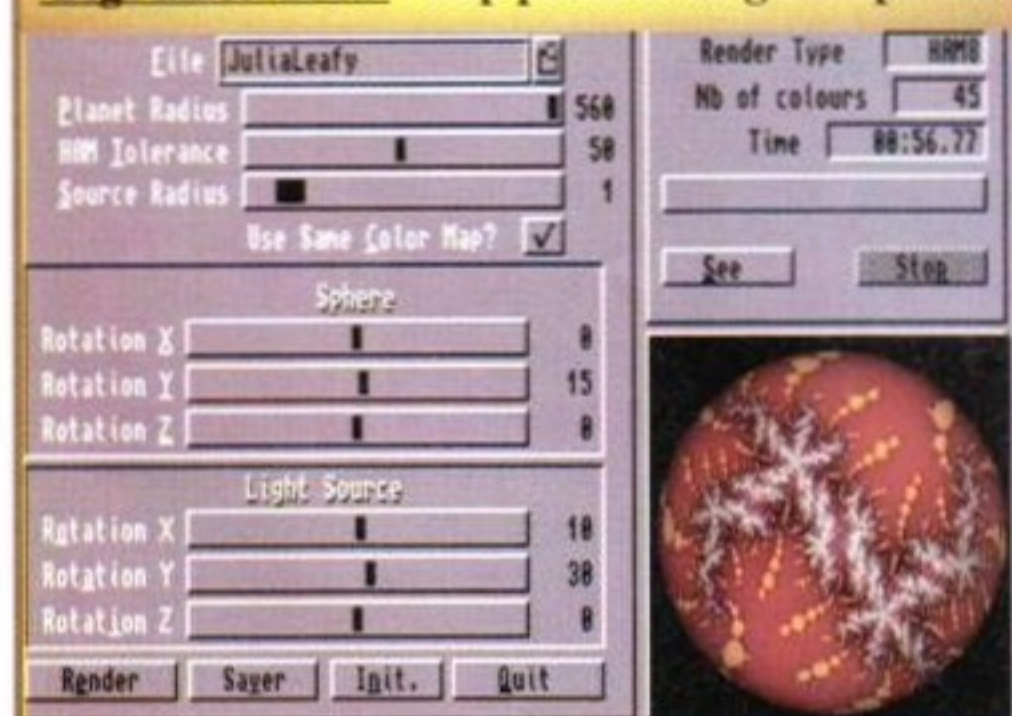 File JuliaLeafy
Planet Radius 560
HAM Tolerance 50
Source Radius 1
Use Same Color Map? ✓
Sphere
Rotation X 0
Rotation Y 15
Rotation Z 0
Light Source
Rotation X 10
Rotation Y 30
Rotation Z 0
Render Saver Init. Quit
Render Type HAM8
Nb of colours 45
Time 00:56.77
See Stop